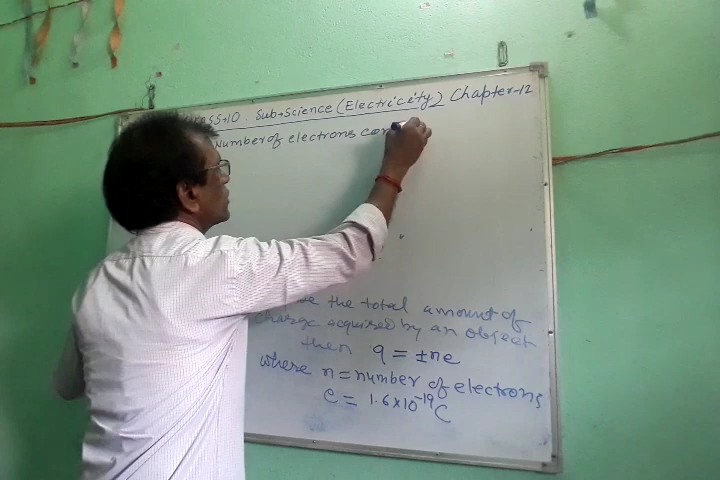 Sub→Science (Electricity) Chapter-12
Number of electrons con
the total amount of
charge acquired by an object
then q = ±ne
where n = number of electrons
e = 1.6×10⁻¹⁹C